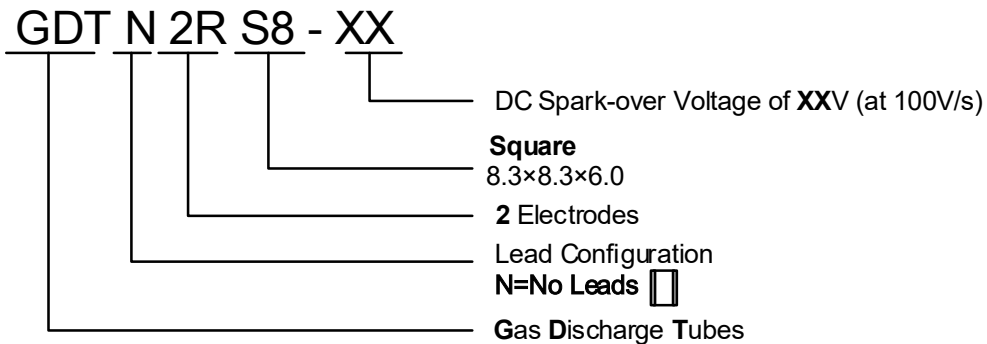 GDT N 2R S8 - XX
DC Spark-over Voltage of XXV (at 100V/s)
Square
8.3×8.3×6.0
2 Electrodes
Lead Configuration
N=No Leads
Gas Discharge Tubes